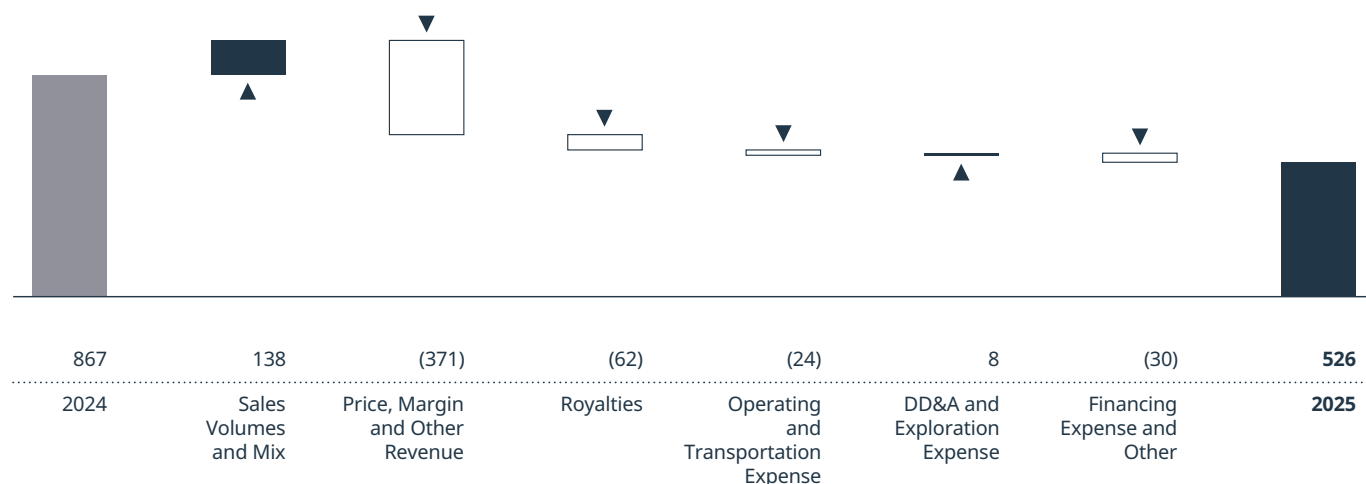 867 138 (371) (62) (24) 8 (30) 526
2024 Sales Price, Margin Royalties Operating DD&A and Financing 2025
Volumes and Other and Exploration Expense and
and Mix Revenue Transportation Expense Other
Expense